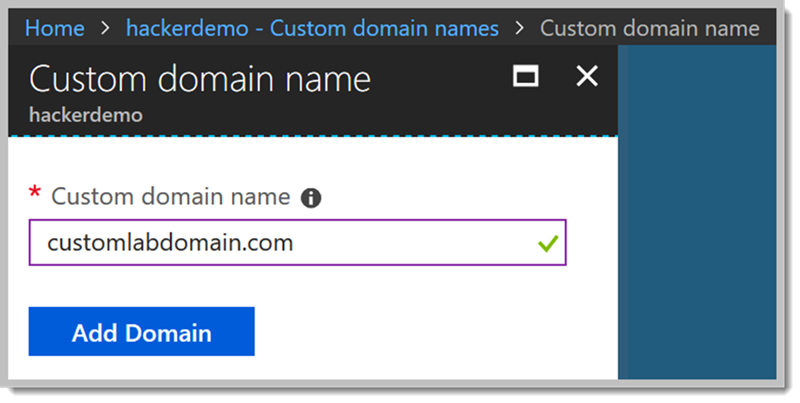 Home > hackerdemo - Custom domain names > Custom domain name
Custom domain name
hackerdemo
* Custom domain name
customlabdomain.com
Add Domain